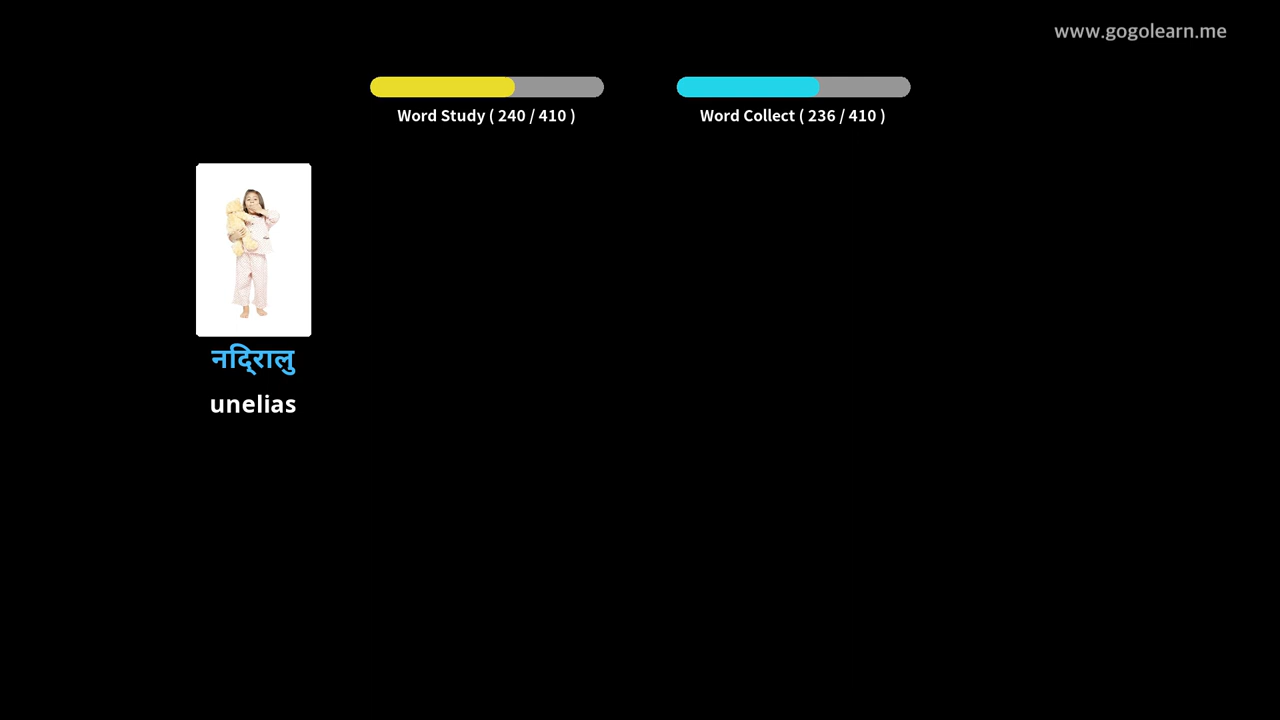 www.gogolearn.me
Word Study ( 240 / 410 )
Word Collect ( 236 / 410 )
नद्िरालु
unelias